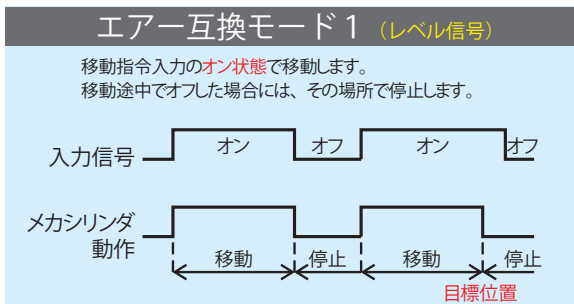 エアー互換モード1 (レベル信号)
移動指令入力のオン状態で移動します。
移動途中でオフした場合には、その場所で停止します。
入力信号 オン オフ オン オフ
メカシリンダ
動作
移動 停止 移動 停止
目標位置